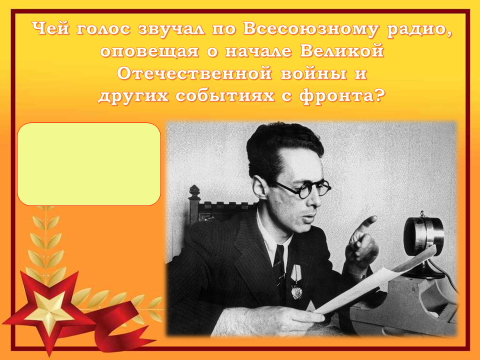 Чей голос звучал по Всесоюзному радио,
оповещая о начале Великой
Отечественной войны и
других событиях с фронта?